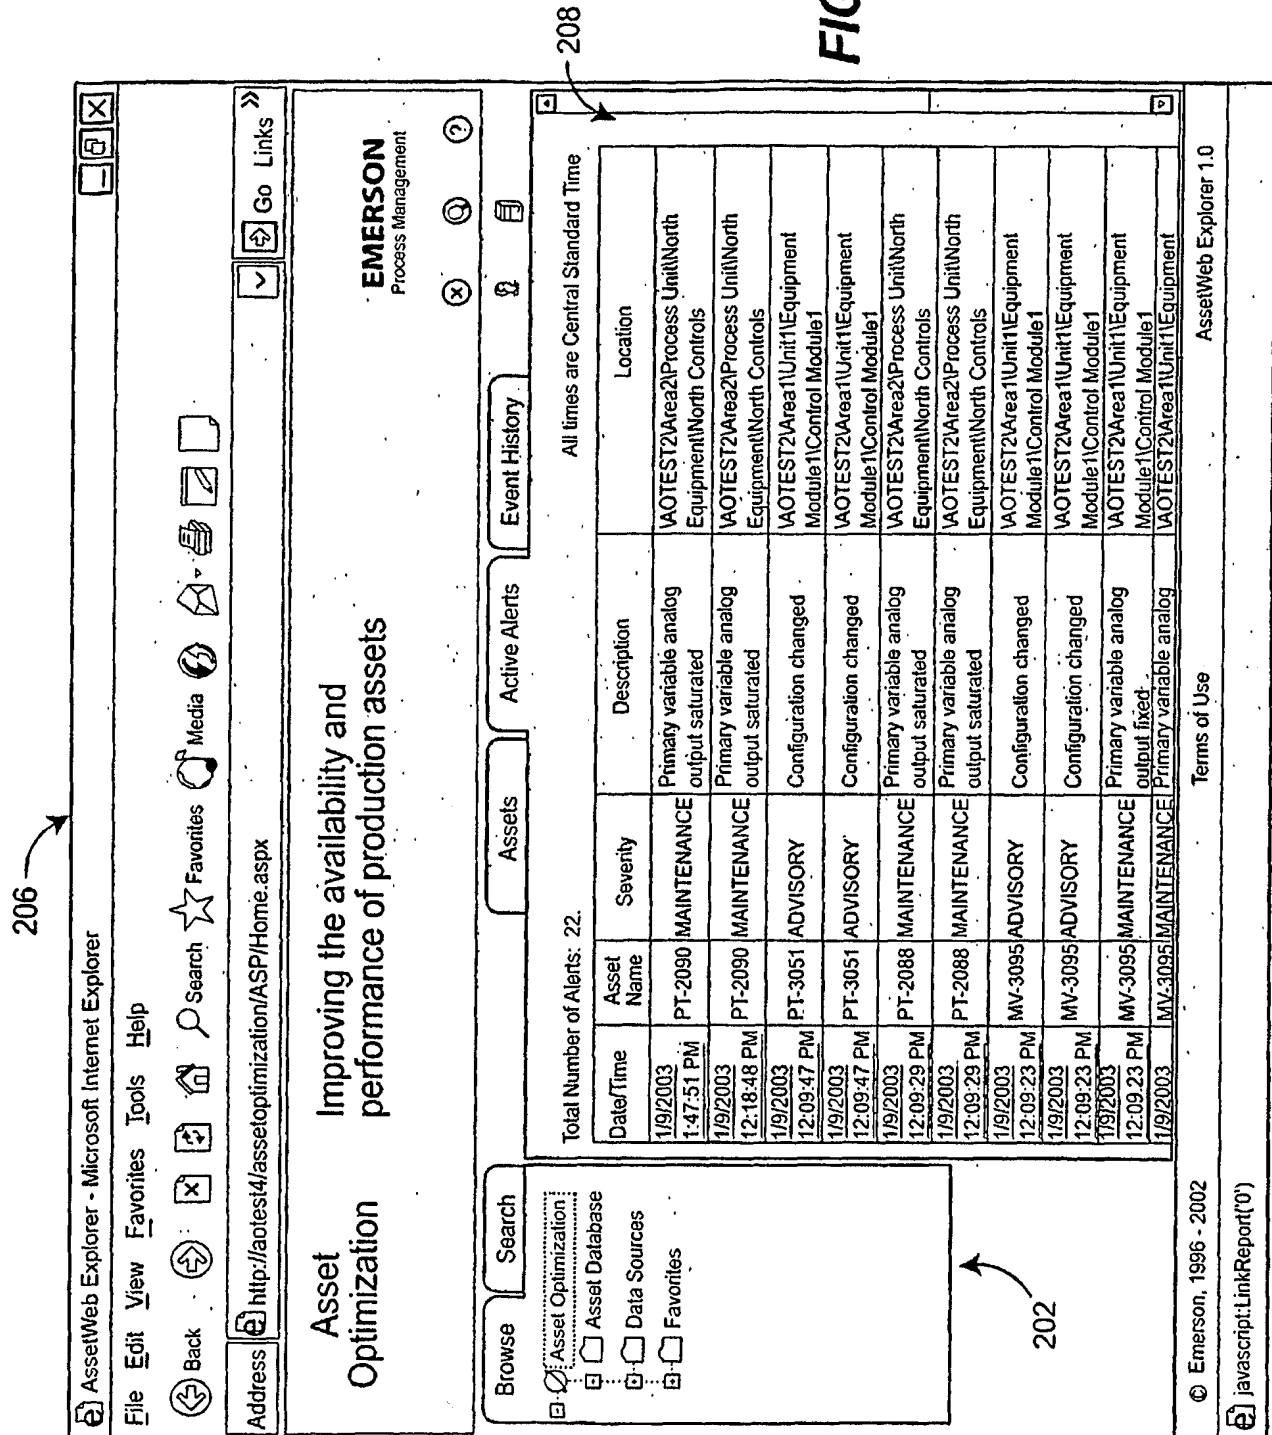 206
AssetWeb Explorer - Microsoft Internet Explorer
File Edit View Favorites Tools Help
Back Search Favorites Media
Address http://aotest4/assetoptimization/ASP/Home.aspx Go Links »
Asset Optimization
Improving the availability and
performance of production assets
EMERSON
Process Management
Browse Search
Assets Active Alerts Event History
Asset Optimization
Asset Database
Data Sources
Favorites
202
Total Number of Alerts: 22. All times are Central Standard Time
208
Date/Time Asset Name Severity Description Location
1/9/2003 1:47:51 PM PT-2090 MAINTENANCE Primary variable analog output saturated \AOTEST2\Area2\Process Unit\North Equipment\North Controls
1/9/2003 12:18:48 PM PT-2090 MAINTENANCE Primary variable analog output saturated \AOTEST2\Area2\Process Unit\North Equipment\North Controls
1/9/2003 12:09:47 PM PT-3051 ADVISORY Configuration changed \AOTEST2\Area1\Unit1\Equipment Module1\Control Module1
1/9/2003 12:09:47 PM PT-3051 ADVISORY Configuration changed \AOTEST2\Area1\Unit1\Equipment Module1\Control Module1
1/9/2003 12:09:29 PM PT-2088 MAINTENANCE Primary variable analog output saturated \AOTEST2\Area2\Process Unit\North Equipment\North Controls
1/9/2003 12:09:29 PM PT-2088 MAINTENANCE Primary variable analog output saturated \AOTEST2\Area2\Process Unit\North Equipment\North Controls
1/9/2003 12:09:23 PM MV-3095 ADVISORY Configuration changed \AOTEST2\Area1\Unit1\Equipment Module1\Control Module1
1/9/2003 12:09:23 PM MV-3095 ADVISORY Configuration changed \AOTEST2\Area1\Unit1\Equipment Module1\Control Module1
1/9/2003 12:09.23 PM MV-3095 MAINTENANCE Primary variable analog output fixed \AOTEST2\Area1\Unit1\Equipment Module1\Control Module1
1/9/2003 MV-3095 MAINTENANCE Primary variable analog \AOTEST2\Area1\Unit1\Equipment
© Emerson, 1996 - 2002 Terms of Use AssetWeb Explorer 1.0
javascript:LinkReport('0')